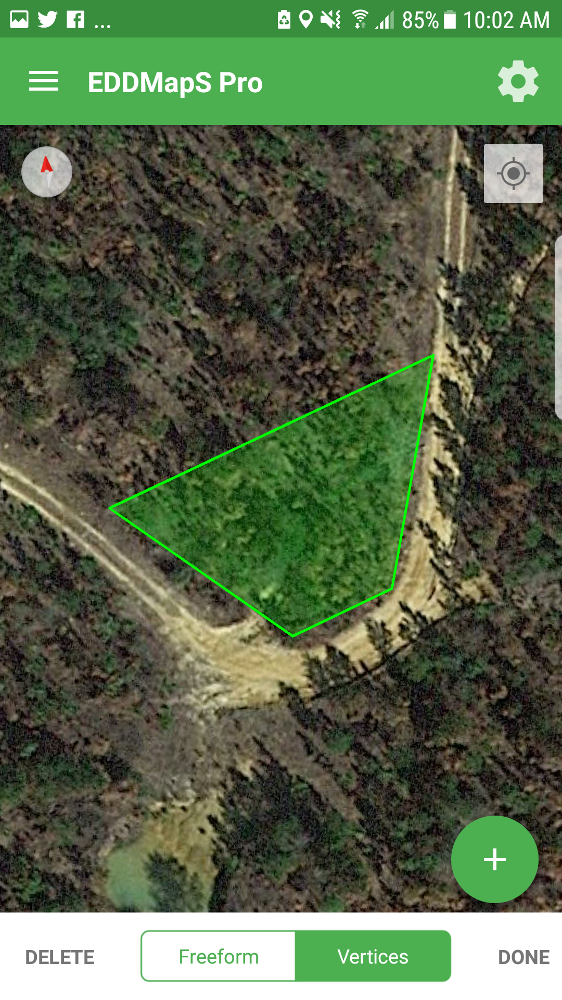 ... 85% 10:02 AM
EDDMapS Pro
DELETE Freeform Vertices DONE